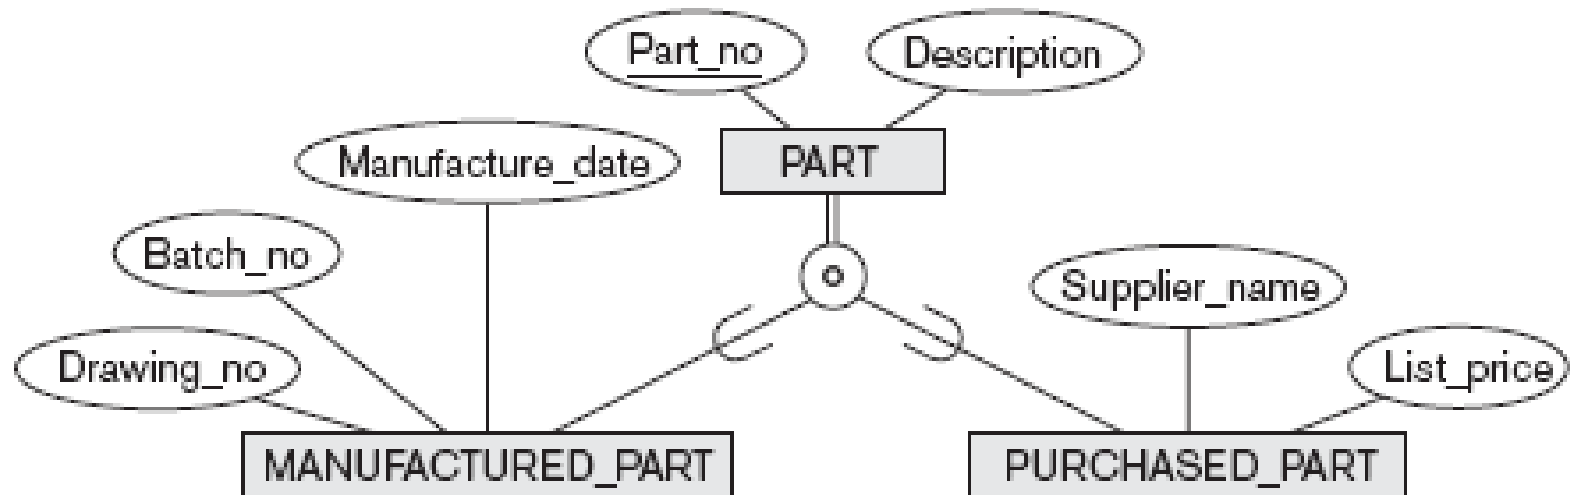 Part_no
Description
PART
Manufacture_date
Batch_no
o
Supplier_name
Drawing_no
List_price
MANUFACTURED_PART
PURCHASED_PART